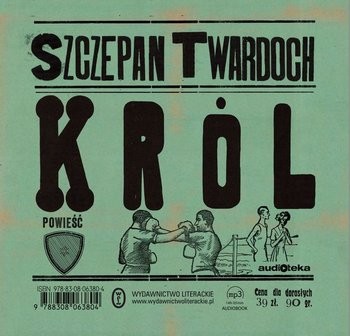 SZCZEPAN TWARDOCH
KRÓL
POWIEŚĆ
audioteka
ISBN 978-83-08-06380-4
9 788308 063804
WYDAWNICTWO LITERACKIE
www.wydawnictwoliterackie.pl
mp3
AUDIOBOOK
Cena dla dorosłych
39 zł. 90 gr.